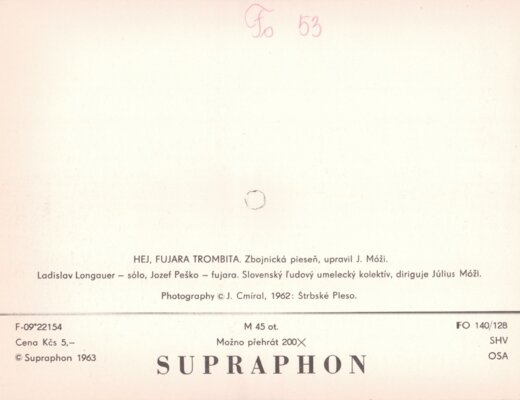 Fo 53
HEJ, FUJARA TROMBITA. Zbojnická pieseň, upravil J. Móži.
Ladislav Longauer – sólo, Jozef Peško – fujara. Slovenský ľudový umelecký kolektív, diriguje Július Móži.
Photography © J. Cmíral, 1962: Štrbské Pleso.
F-09*22154 M 45 ot. FO 140/128
Cena Kčs 5,– Možno přehrát 200X SHV
© Supraphon 1963 SUPRAPHON OSA